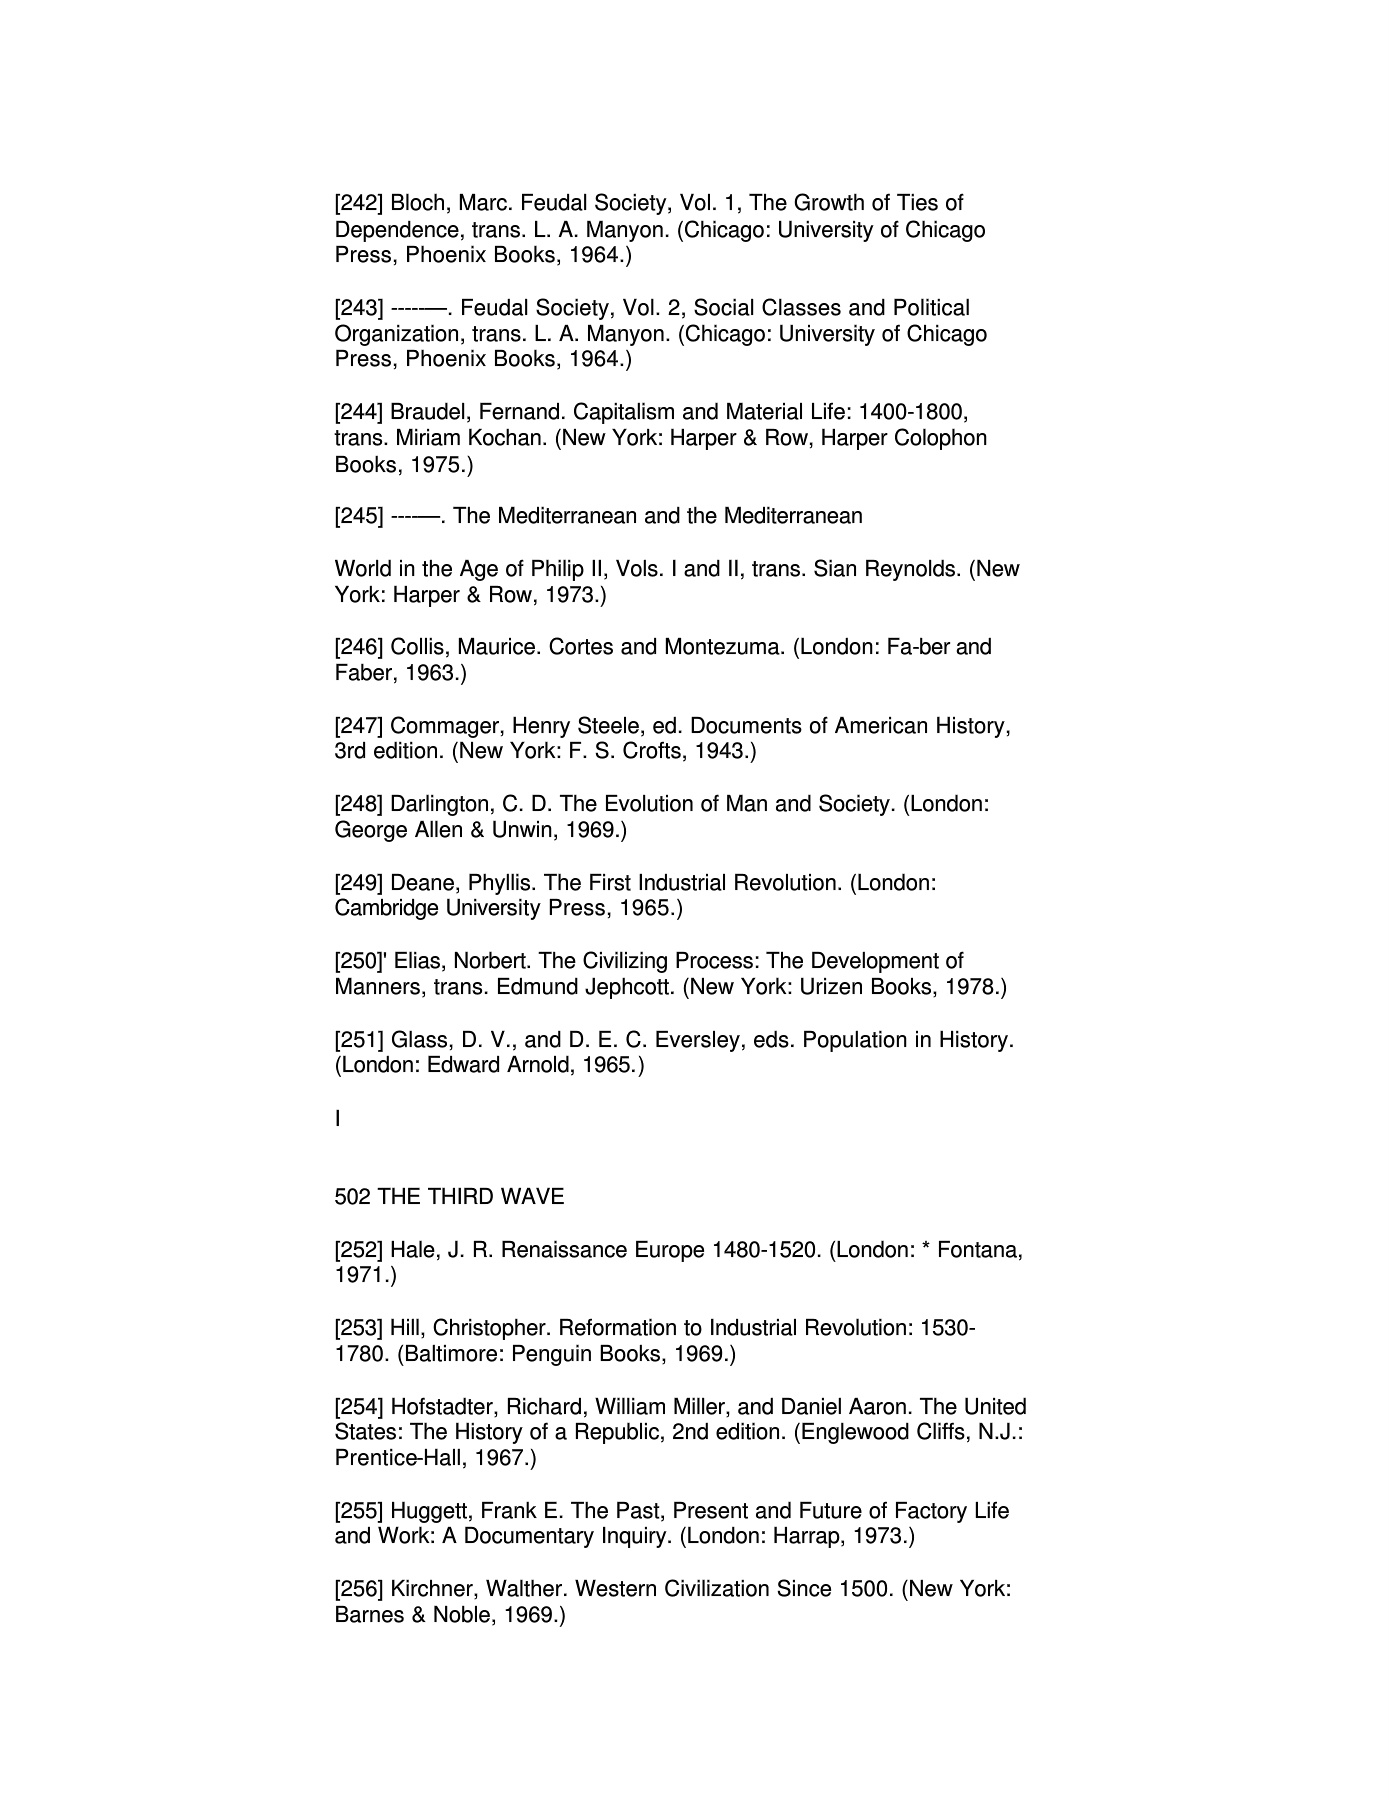 [242] Bloch, Marc. Feudal Society, Vol. 1, The Growth of Ties of
Dependence, trans. L. A. Manyon. (Chicago: University of Chicago
Press, Phoenix Books, 1964.)
[243] ----—–. Feudal Society, Vol. 2, Social Classes and Political
Organization, trans. L. A. Manyon. (Chicago: University of Chicago
Press, Phoenix Books, 1964.)
[244] Braudel, Fernand. Capitalism and Material Life: 1400-1800,
trans. Miriam Kochan. (New York: Harper & Row, Harper Colophon
Books, 1975.)
[245] ---—–. The Mediterranean and the Mediterranean
World in the Age of Philip II, Vols. I and II, trans. Sian Reynolds. (New
York: Harper & Row, 1973.)
[246] Collis, Maurice. Cortes and Montezuma. (London: Fa-ber and
Faber, 1963.)
[247] Commager, Henry Steele, ed. Documents of American History,
3rd edition. (New York: F. S. Crofts, 1943.)
[248] Darlington, C. D. The Evolution of Man and Society. (London:
George Allen & Unwin, 1969.)
[249] Deane, Phyllis. The First Industrial Revolution. (London:
Cambridge University Press, 1965.)
[250]' Elias, Norbert. The Civilizing Process: The Development of
Manners, trans. Edmund Jephcott. (New York: Urizen Books, 1978.)
[251] Glass, D. V., and D. E. C. Eversley, eds. Population in History.
(London: Edward Arnold, 1965.)
I
502 THE THIRD WAVE
[252] Hale, J. R. Renaissance Europe 1480-1520. (London: * Fontana,
1971.)
[253] Hill, Christopher. Reformation to Industrial Revolution: 1530-
1780. (Baltimore: Penguin Books, 1969.)
[254] Hofstadter, Richard, William Miller, and Daniel Aaron. The United
States: The History of a Republic, 2nd edition. (Englewood Cliffs, N.J.:
Prentice-Hall, 1967.)
[255] Huggett, Frank E. The Past, Present and Future of Factory Life
and Work: A Documentary Inquiry. (London: Harrap, 1973.)
[256] Kirchner, Walther. Western Civilization Since 1500. (New York:
Barnes & Noble, 1969.)